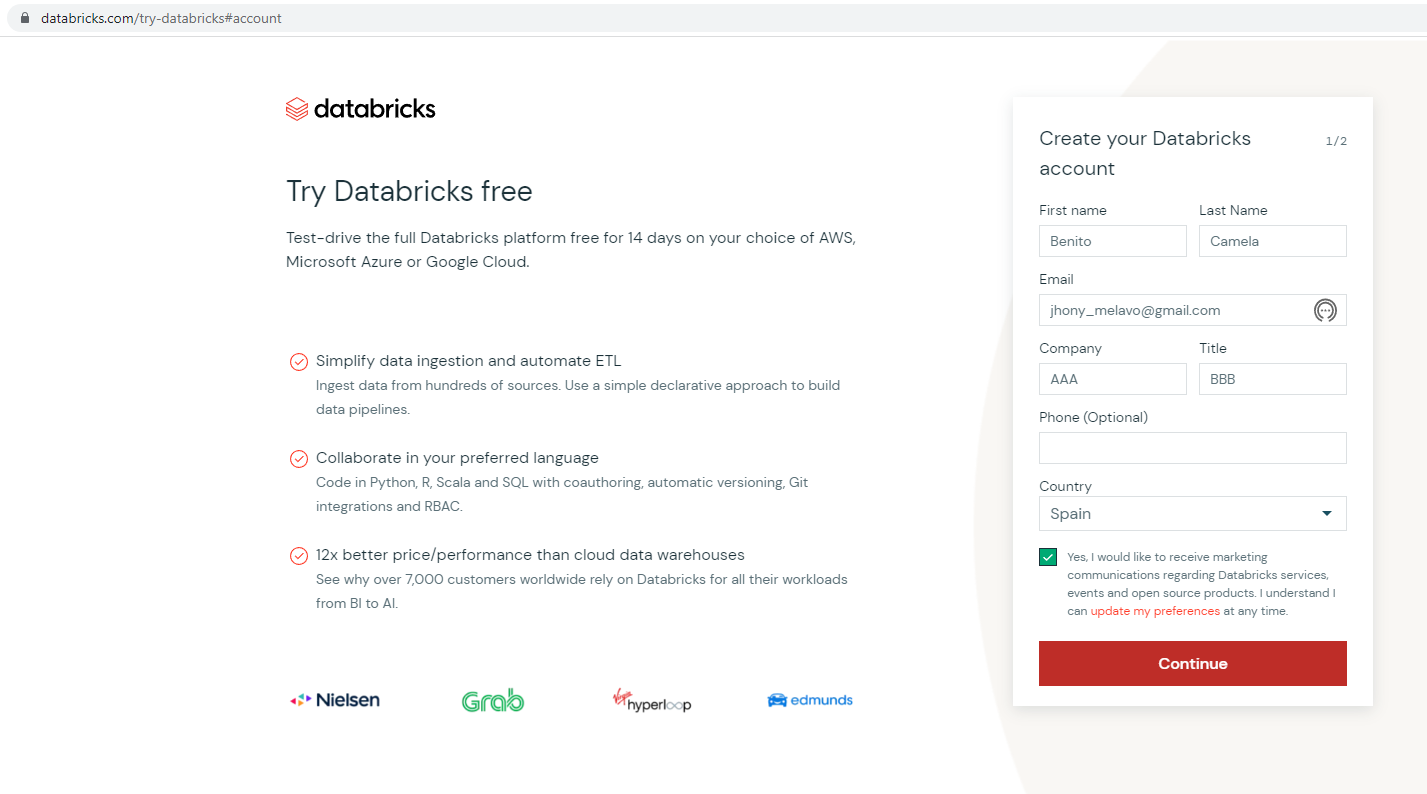 databricks.com/try-databricks#account
databricks
Try Databricks free
Test-drive the full Databricks platform free for 14 days on your choice of AWS,
Microsoft Azure or Google Cloud.
Simplify data ingestion and automate ETL
Ingest data from hundreds of sources. Use a simple declarative approach to build
data pipelines.
Collaborate in your preferred language
Code in Python, R, Scala and SQL with coauthoring, automatic versioning, Git
integrations and RBAC.
12x better price/performance than cloud data warehouses
See why over 7,000 customers worldwide rely on Databricks for all their workloads
from BI to AI.
Nielsen Grab Virgin hyperloop edmunds
Create your Databricks 1/2
account
First name Last Name
Benito Camela
Email
jhony_melavo@gmail.com
Company Title
AAA BBB
Phone (Optional)
Country
Spain
Yes, I would like to receive marketing
communications regarding Databricks services,
events and open source products. I understand I
can update my preferences at any time.
Continue